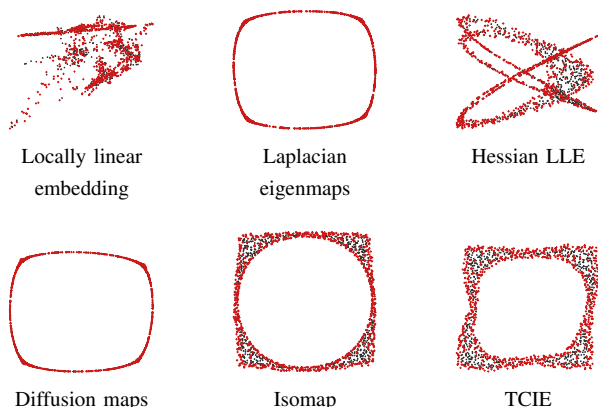 Locally linear
embedding
Laplacian
eigenmaps
Hessian LLE
Diffusion maps
Isomap
TCIE